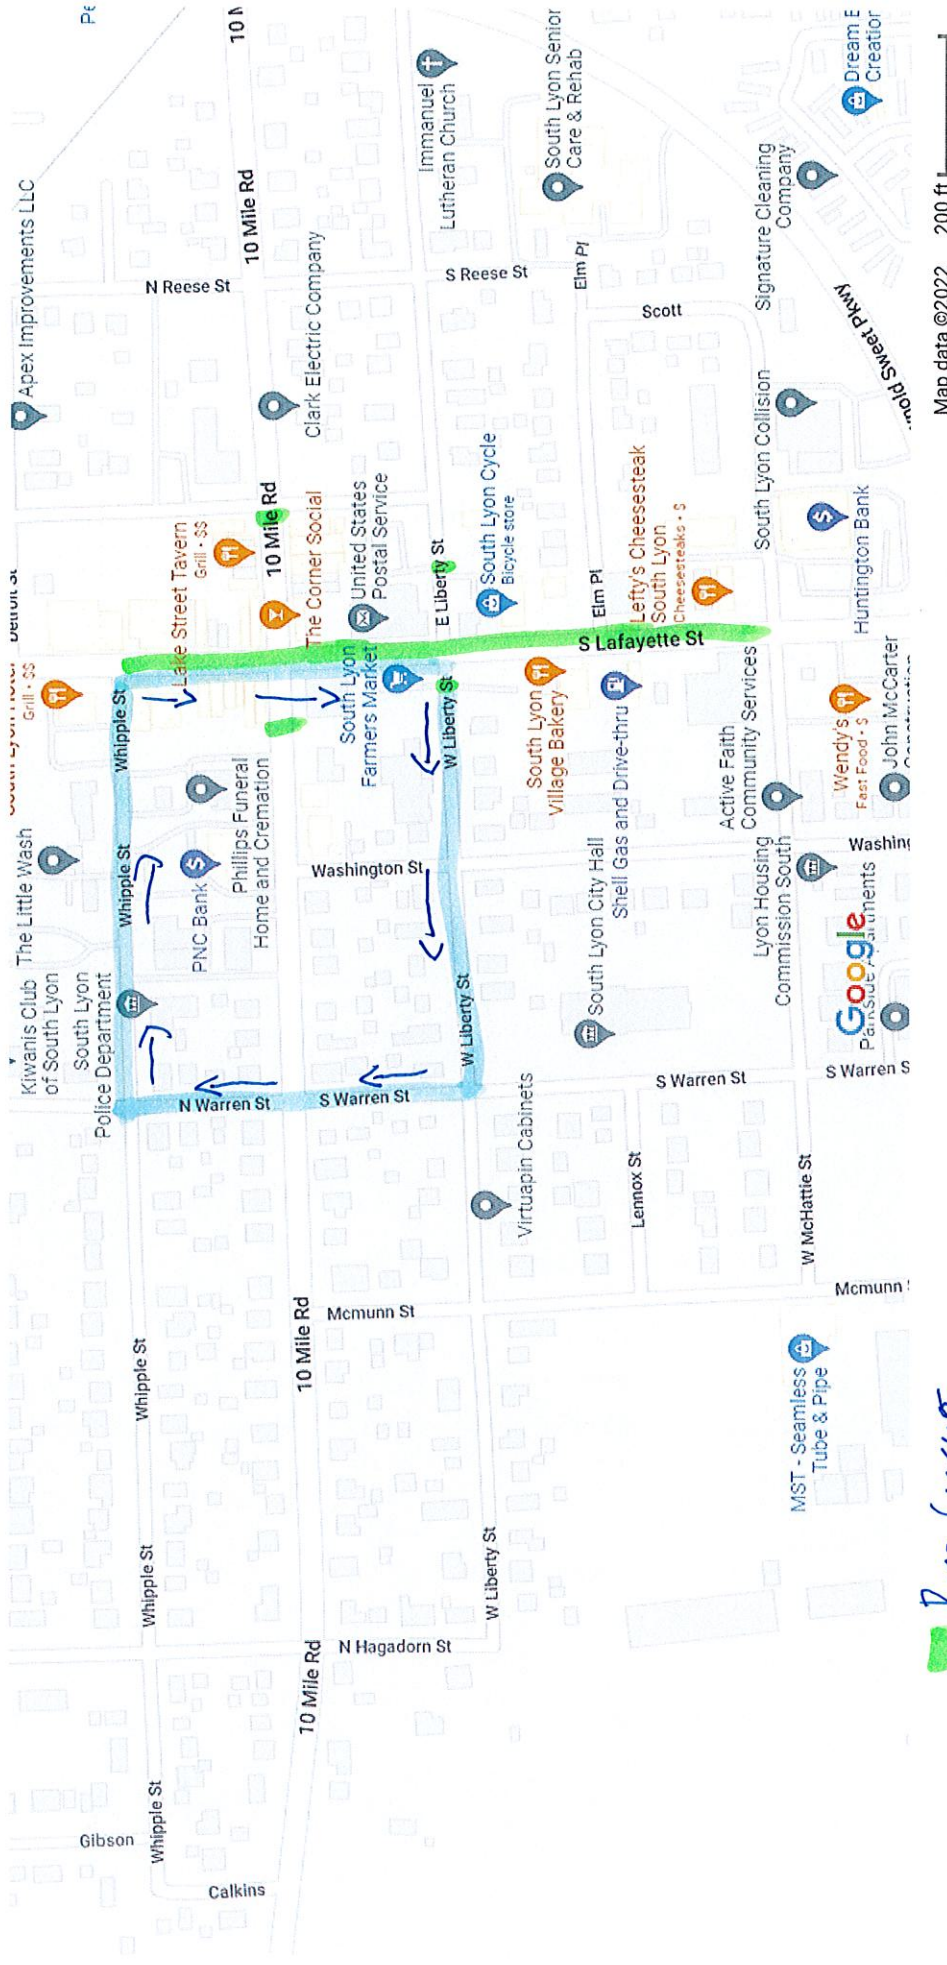 Apex Improvements LLC
10 Mile Rd
N Reese St
Clark Electric Company
Immanuel
Lutheran Church
S Reese St
South Lyon Senior
Care & Rehab
Elm Pl
Scott
Signature Cleaning
Company
Dream
Creation
Lake Street Tavern
Grill · $$
10 Mile Rd
The Corner Social
United States
Postal Service
E Liberty St
South Lyon Cycle
Bicycle store
Elm Pl
Lefty's Cheesesteak
South Lyon
Cheesesteaks · $
South Lyon Collision
Huntington Bank
Sweet Pkwy
Grill · $$
Whipple St
South Lyon
Farmers Market
W Liberty St
South Lyon
Village Bakery
Shell Gas and Drive-thru
S Lafayette St
Active Faith
Community Services
Wendy's
Fast Food · $
John McCarter
The Little Wash
Whipple St
PNC Bank
Phillips Funeral
Home and Cremation
Washington St
South Lyon City Hall
Lyon Housing
Commission South
Kiwanis Club
of South Lyon
South Lyon
Police Department
N Warren St
S Warren St
W Liberty St
S Warren St
S Warren S
Google
Virtuapin Cabinets
Lennox St
W McHattie St
Whipple St
10 Mile Rd
Mcmunn St
Mcmunn
MST - Seamless
Tube & Pipe
Whipple St
10 Mile Rd
N Hagadorn St
W Liberty St
Gibson
Whipple St
Calkins
Map data ©2022
200 ft